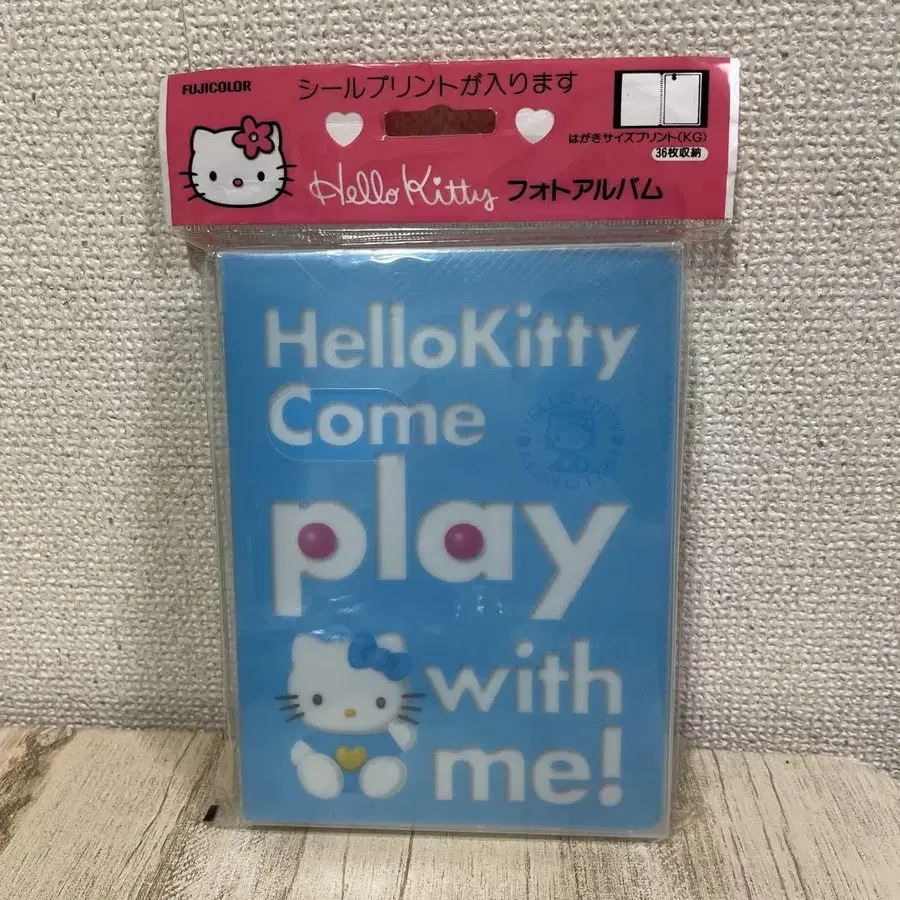 FUJICOLOR
シールプリントが入ります
はがきサイズプリント(KG)
36枚収納
Hello Kitty フォトアルバム
HelloKitty
Come
HELLO KITTY
play
with
me!